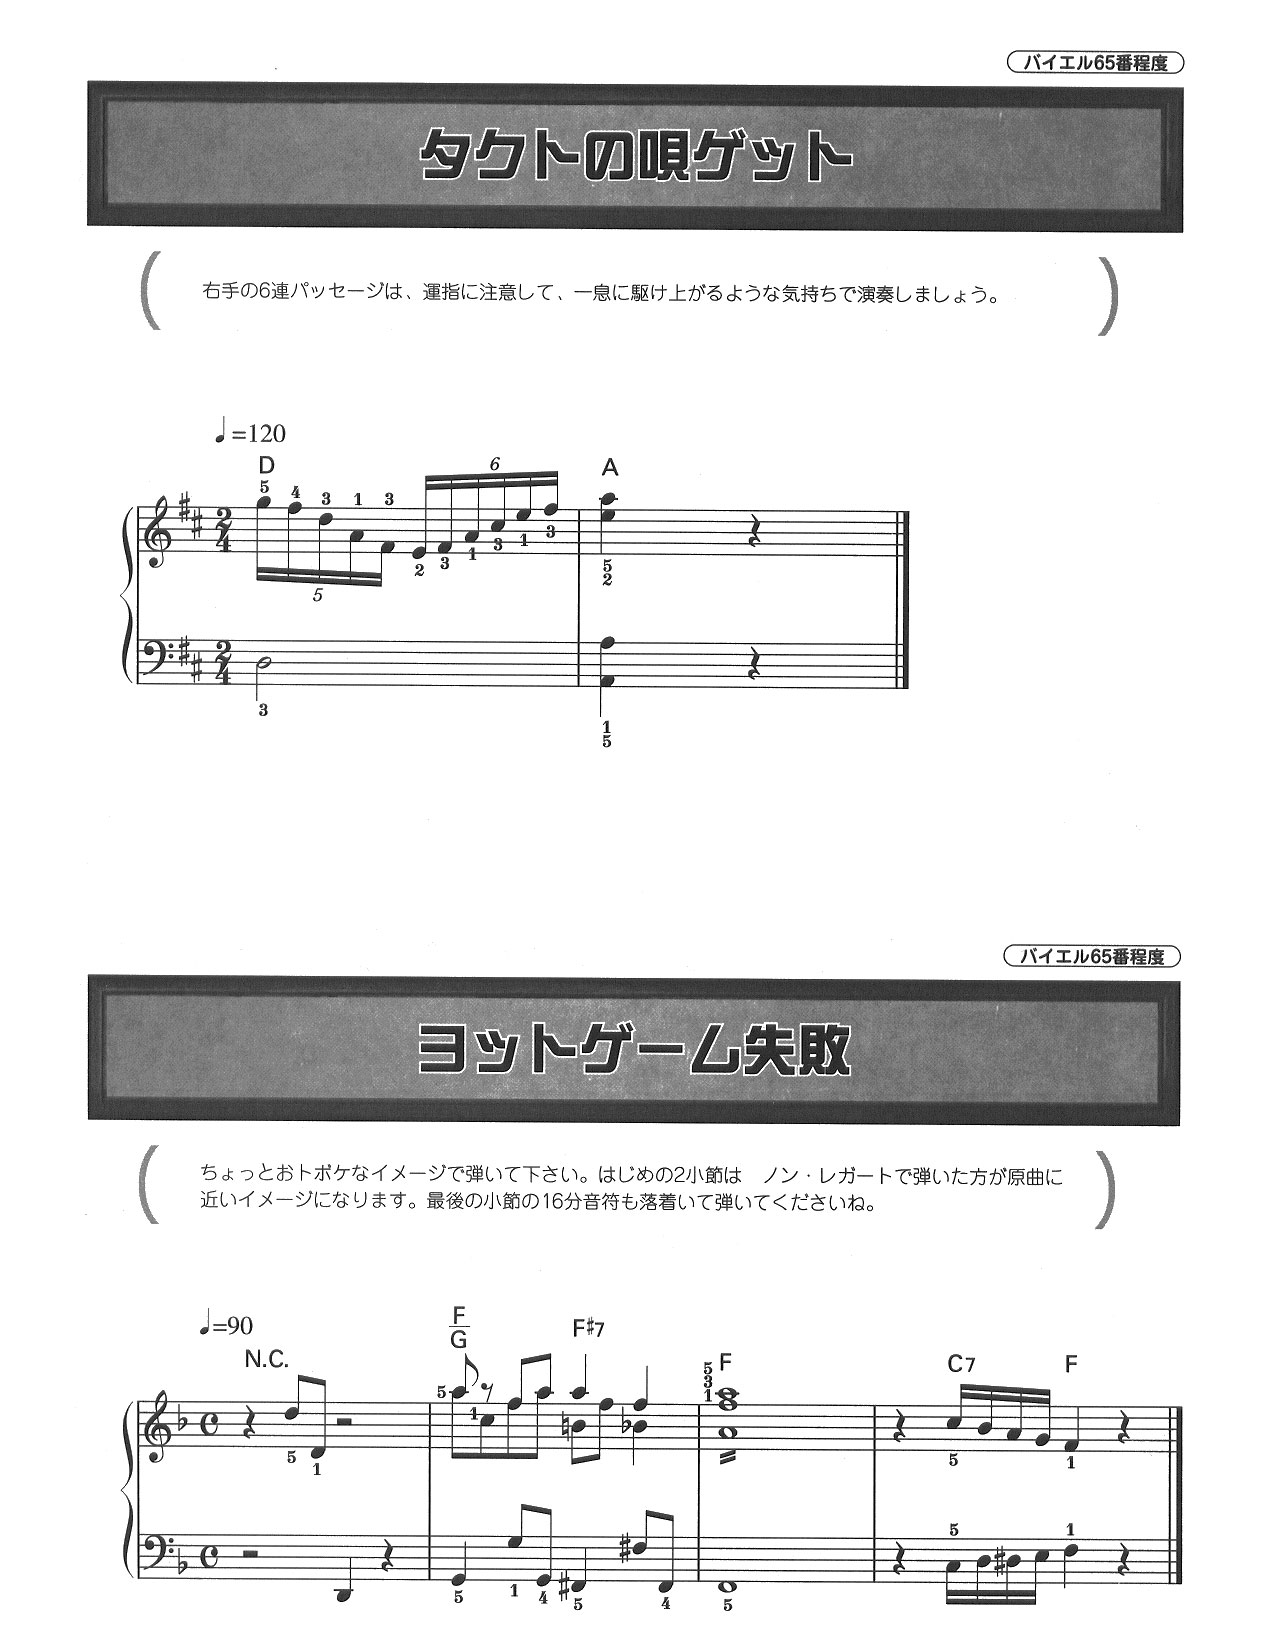 バイエル65番程度
タクトの唄ゲット
右手の6連パッセージは、運指に注意して、一息に駆け上がるような気持ちで演奏しましょう。
♩=120
D
A
5 4 3 1 3
6
2 3 1 3 1 3
5
5
2
2/4
2/4
3
1
5
バイエル65番程度
ヨットゲーム失敗
ちょっとおトボケなイメージで弾いて下さい。はじめの2小節は　ノン・レガートで弾いた方が原曲に
近いイメージになります。最後の小節の16分音符も落着いて弾いてくださいね。
♩=90
N.C.
F
G
F♯7
F
C7
F
5
3
1
5
1
5 1
5 1
5 1
5 1 4 5 4 5